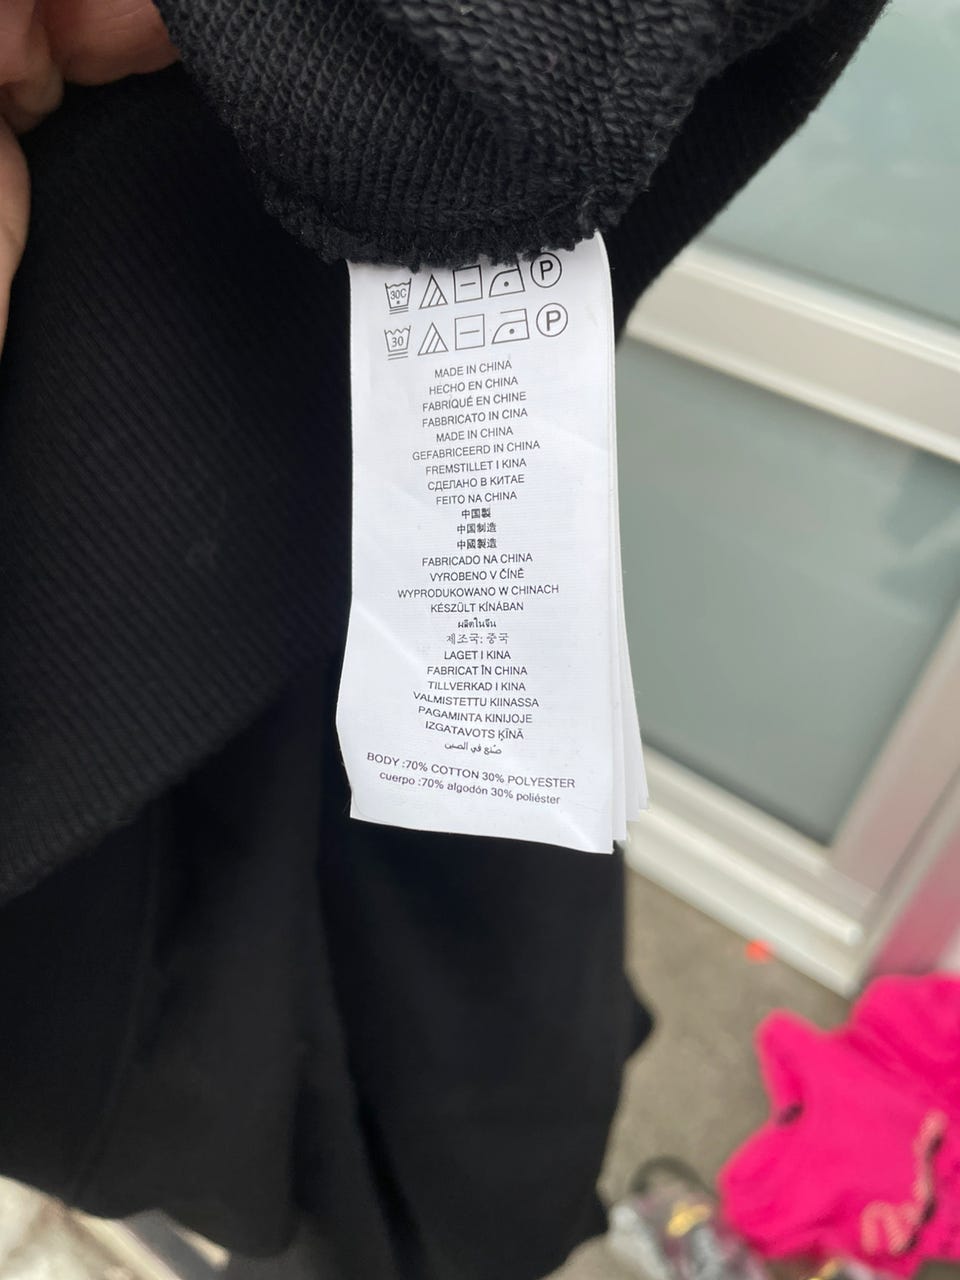 30C P
30 P
MADE IN CHINA
HECHO EN CHINA
FABRIQUÉ EN CHINE
FABBRICATO IN CINA
MADE IN CHINA
GEFABRICEERD IN CHINA
FREMSTILLET I KINA
СДЕЛАНО В КИТАЕ
FEITO NA CHINA
中国製
中国制造
中國製造
FABRICADO NA CHINA
VYROBENO V ČÍNĚ
WYPRODUKOWANO W CHINACH
KÉSZÜLT KÍNÁBAN
ผลิตในจีน
제조국: 중국
LAGET I KINA
FABRICAT ÎN CHINA
TILLVERKAD I KINA
VALMISTETTU KIINASSA
PAGAMINTA KINIJOJE
IZGATAVOTS ĶĪNĀ
صنع في الصين
BODY :70% COTTON 30% POLYESTER
cuerpo :70% algodón 30% poliéster